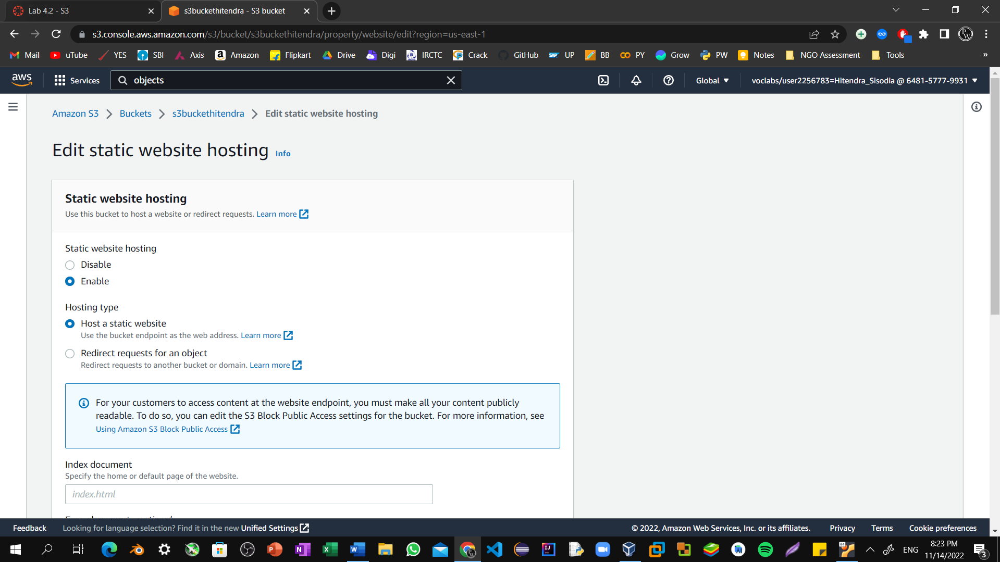 Lab 4.2 - S3
s3buckethitendra - S3 bucket
s3.console.aws.amazon.com/s3/bucket/s3buckethitendra/property/website/edit?region=us-east-1
Mail uTube YES SBI Axis Amazon Flipkart Drive Digi IRCTC Crack GitHub UP BB PY Grow PW Notes NGO Assessment Tools »
aws Services objects Global voclabs/user2256783=Hitendra_Sisodia @ 6481-5777-9931
Amazon S3 Buckets s3buckethitendra Edit static website hosting
Edit static website hosting Info
Static website hosting
Use this bucket to host a website or redirect requests. Learn more
Static website hosting
Disable
Enable
Hosting type
Host a static website
Use the bucket endpoint as the web address. Learn more
Redirect requests for an object
Redirect requests to another bucket or domain. Learn more
For your customers to access content at the website endpoint, you must make all your content publicly
readable. To do so, you can edit the S3 Block Public Access settings for the bucket. For more information, see
Using Amazon S3 Block Public Access
Index document
Specify the home or default page of the website.
index.html
Feedback Looking for language selection? Find it in the new Unified Settings © 2022, Amazon Web Services, Inc. or its affiliates. Privacy Terms Cookie preferences
ENG
8:23 PM
11/14/2022
3